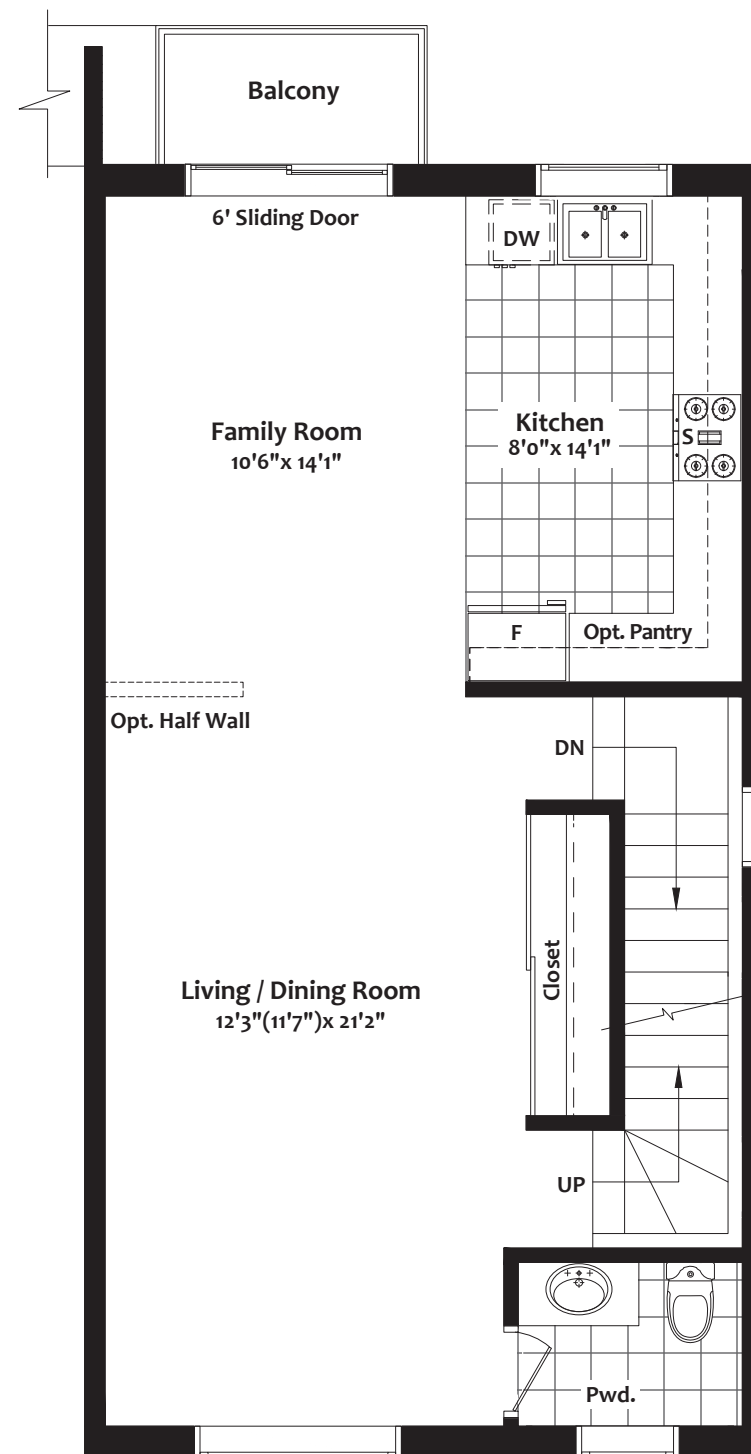 Balcony
6' Sliding Door
DW
Family Room
10'6"x 14'1"
Kitchen
8'0"x 14'1"
S
F
Opt. Pantry
Opt. Half Wall
DN
Closet
Living / Dining Room
12'3"(11'7")x 21'2"
UP
Pwd.